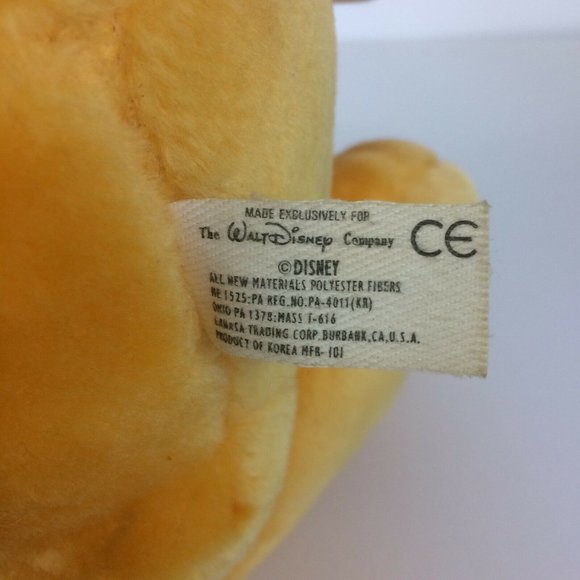 MADE EXCLUSIVELY FOR
The WALT DISNEY Company CE
© DISNEY
ALL NEW MATERIALS POLYESTER FIBERS
ME 1525:PA REG.NO.PA-4011(KR)
OHIO PA 1378:MASS T-616
TRADING CORP.BURBANK,CA,U.S.A.
PRODUCT OF KOREA MFR-101